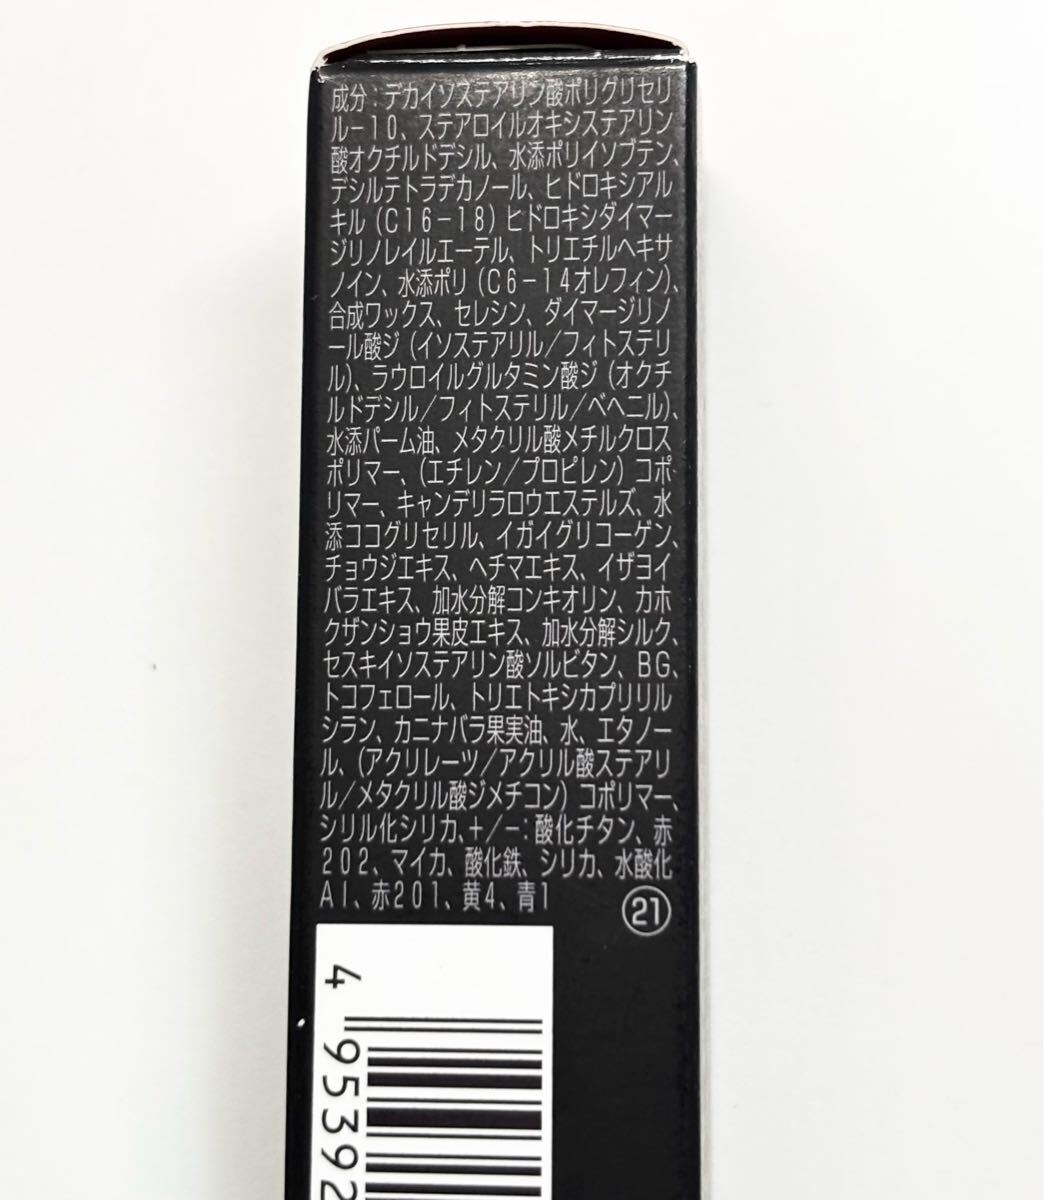 成分：デカイソステアリン酸ポリグリセリ
ル－10、ステアロイルオキシステアリン
酸オクチルドデシル、水添ポリイソブテン、
デシルテトラデカノール、ヒドロキシアル
キル（C16－18）ヒドロキシダイマー
ジリノレイルエーテル、トリエチルヘキサ
ノイン、水添ポリ（C6－14オレフィン）、
合成ワックス、セレシン、ダイマージリノ
ール酸ジ（イソステアリル／フィトステリ
ル）、ラウロイルグルタミン酸ジ（オクチ
ルドデシル／フィトステリル／ベヘニル）、
水添パーム油、メタクリル酸メチルクロス
ポリマー、（エチレン／プロピレン）コポ
リマー、キャンデリラロウエステルズ、水
添ココグリセリル、イガイグリコーゲン、
チョウジエキス、ヘチマエキス、イザヨイ
バラエキス、加水分解コンキオリン、カホ
クザンショウ果皮エキス、加水分解シルク、
セスキイソステアリン酸ソルビタン、BG、
トコフェロール、トリエトキシカプリリル
シラン、カニナバラ果実油、水、エタノー
ル、（アクリレーツ／アクリル酸ステアリ
ル／メタクリル酸ジメチコン）コポリマー、
シリル化シリカ、＋／－：酸化チタン、赤
202、マイカ、酸化鉄、シリカ、水酸化
Al、赤201、黄4、青1
㉑
4 95392